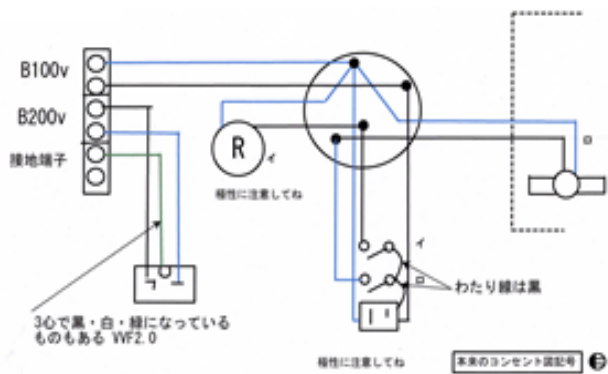 B100v
B200v
接地端子
R
イ
ロ
極性に注意してね
イ
ロ
わたり線は黒
3心で黒・白・緑になっている
ものもある VVF2.0
極性に注意してね
本来のコンセント図記号